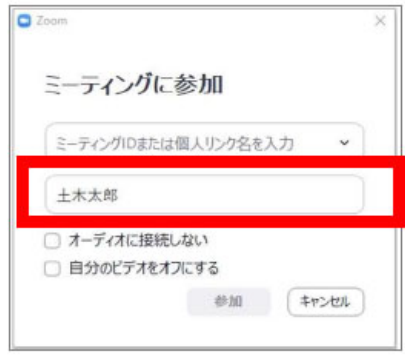 Zoom
ミーティングに参加
ミーティングIDまたは個人リンク名を入力
土木太郎
オーディオに接続しない
自分のビデオをオフにする
参加 キャンセル